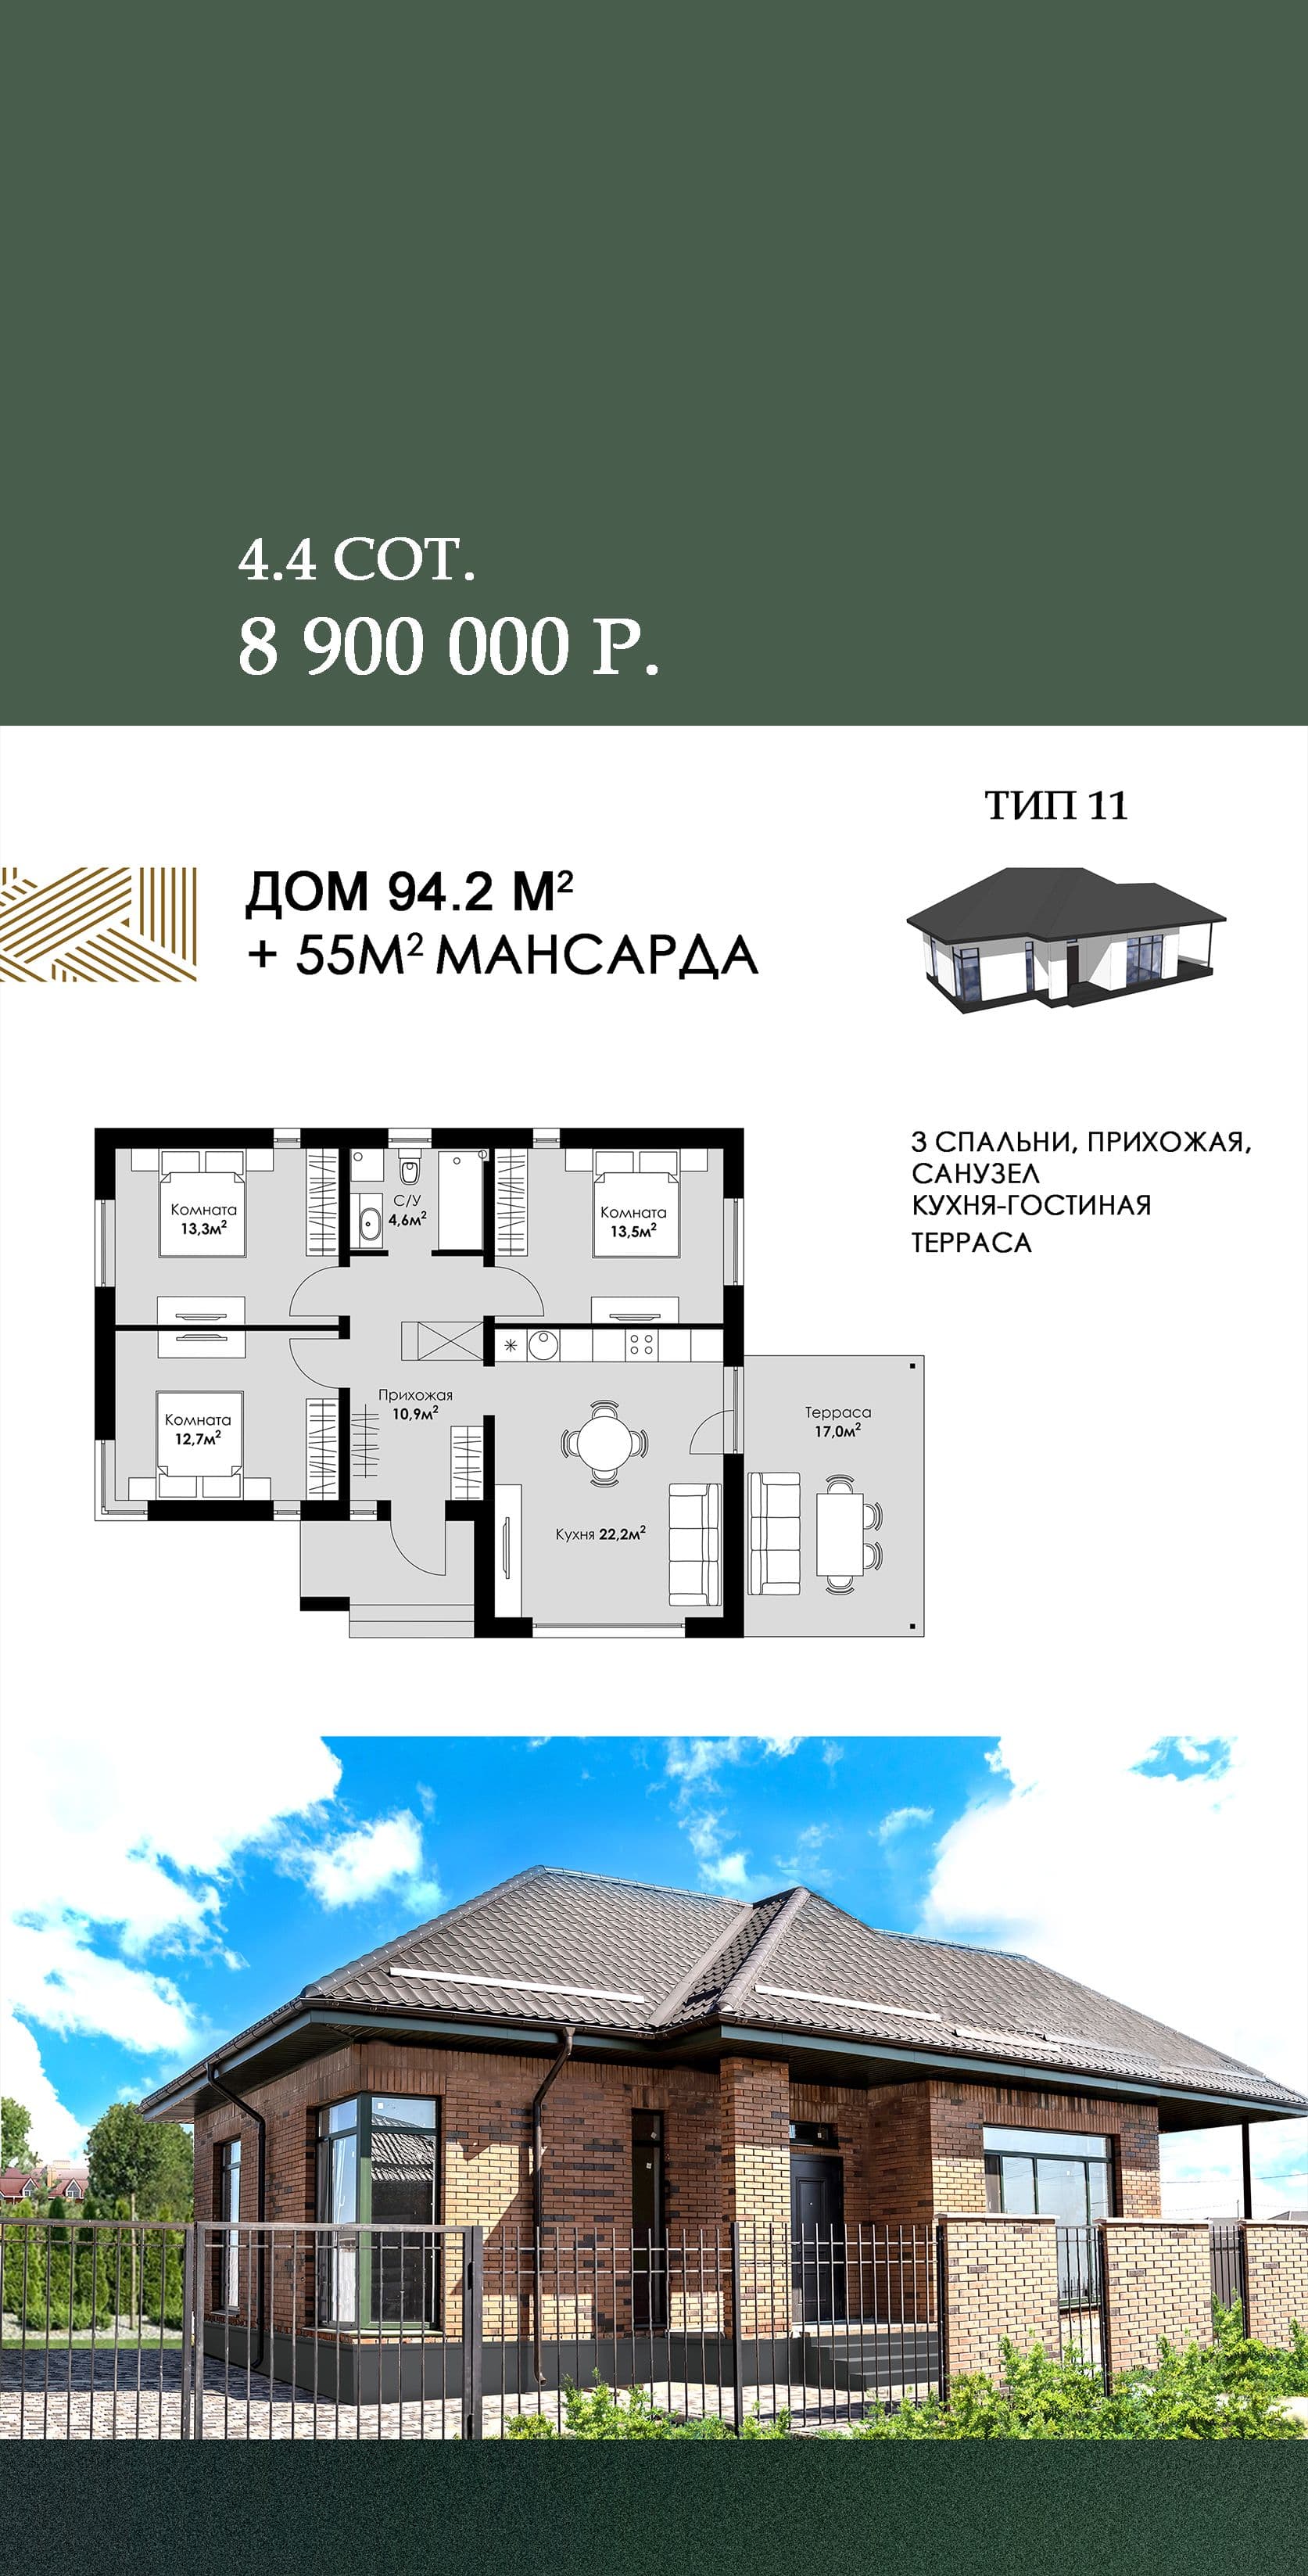 4.4 СОТ.
8 900 000 Р.
ТИП 11
ДОМ 94.2 М²
+ 55М² МАНСАРДА
3 СПАЛЬНИ, ПРИХОЖАЯ,
САНУЗЕЛ
КУХНЯ-ГОСТИНАЯ
ТЕРРАСА
Комната
13,3м²
С/У
4,6м²
Комната
13,5м²
Комната
12,7м²
Прихожая
10,9м²
Терраса
17,0м²
Кухня 22,2м²